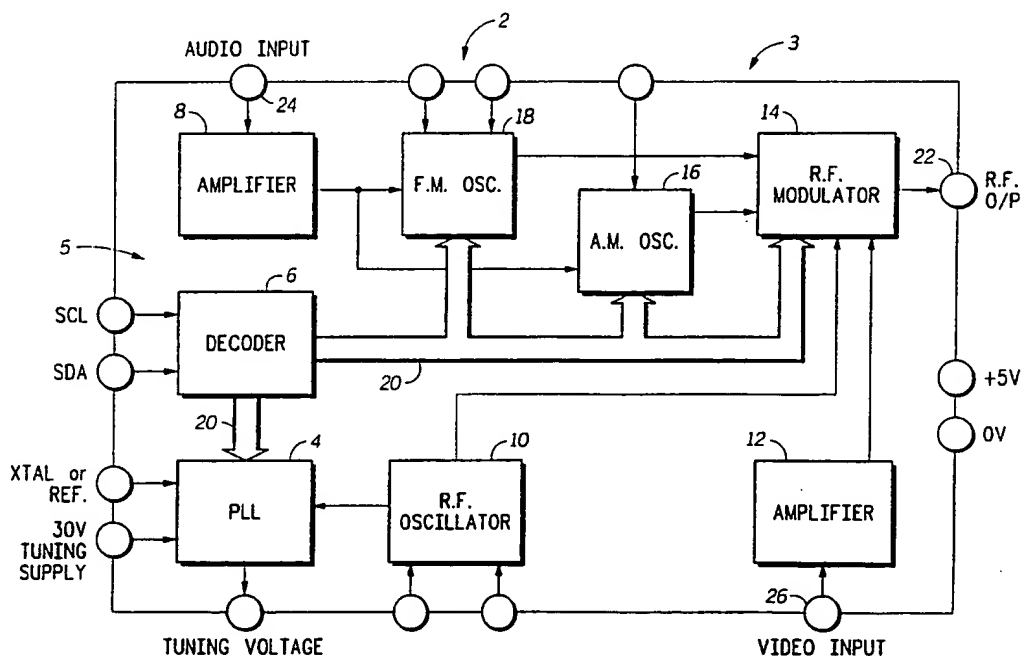 2
3
AUDIO INPUT
24
8
AMPLIFIER
18
F.M. OSC.
14
R.F.
MODULATOR
22
R.F.
O/P
16
A.M. OSC.
5
6
DECODER
SCL
SDA
20
20
+5V
0V
4
PLL
10
R.F.
OSCILLATOR
12
AMPLIFIER
XTAL or
REF.
30V
TUNING
SUPPLY
26
TUNING VOLTAGE
VIDEO INPUT